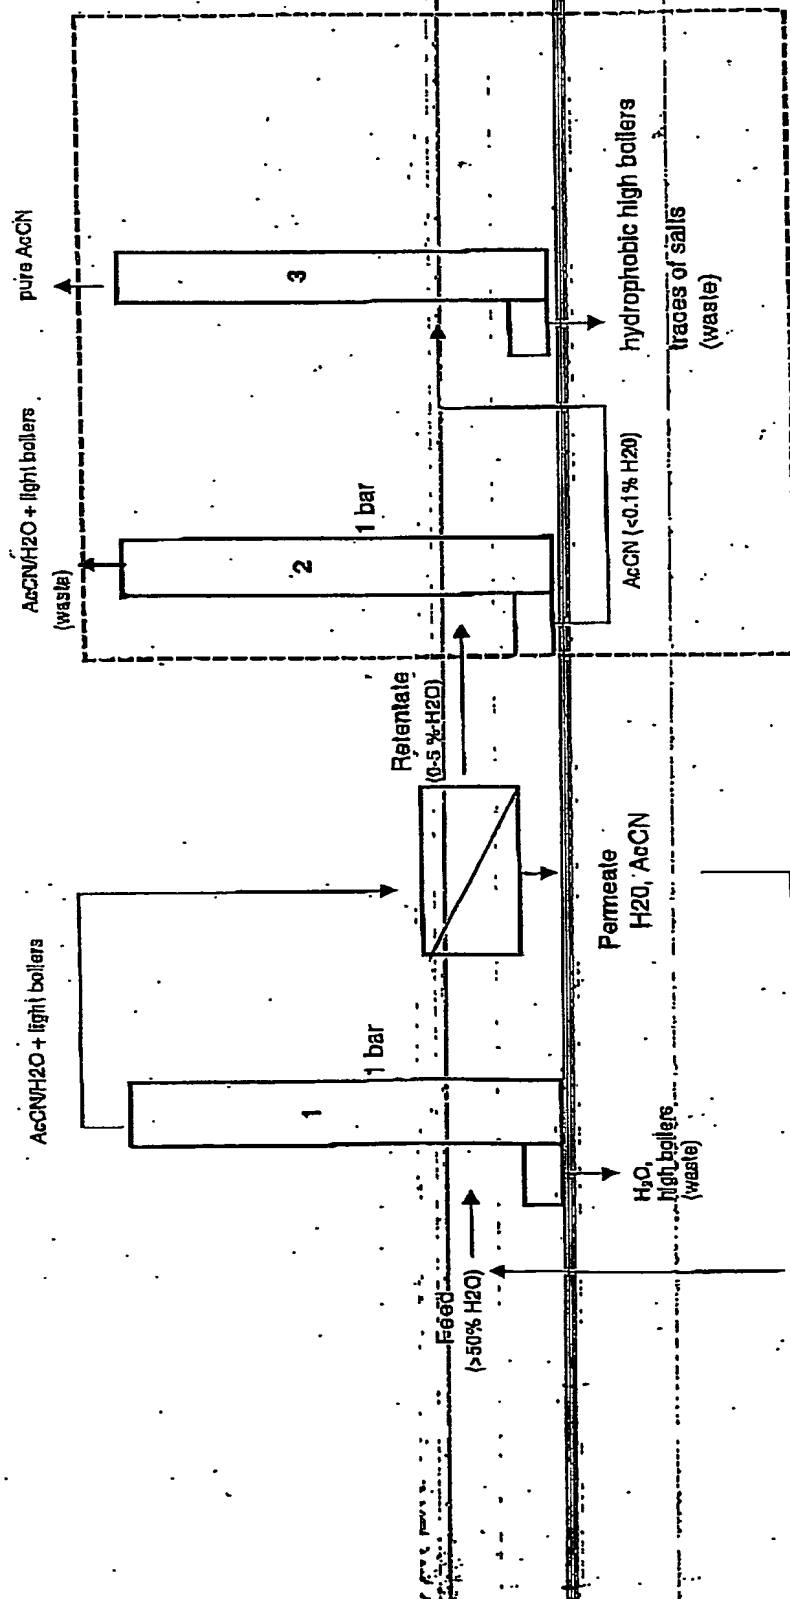 Feed
(>50% H2O)
1
1 bar
AcCN/H2O + light boilers
H₂O,
high boilers
(waste)
Permeate
H2O, AcCN
Retentate
(0-5 % H2O)
AcCN/H2O + light boilers
(waste)
2
1 bar
AcCN (<0.1% H2O)
pure AcCN
3
hydrophobic high boilers
traces of salts
(waste)